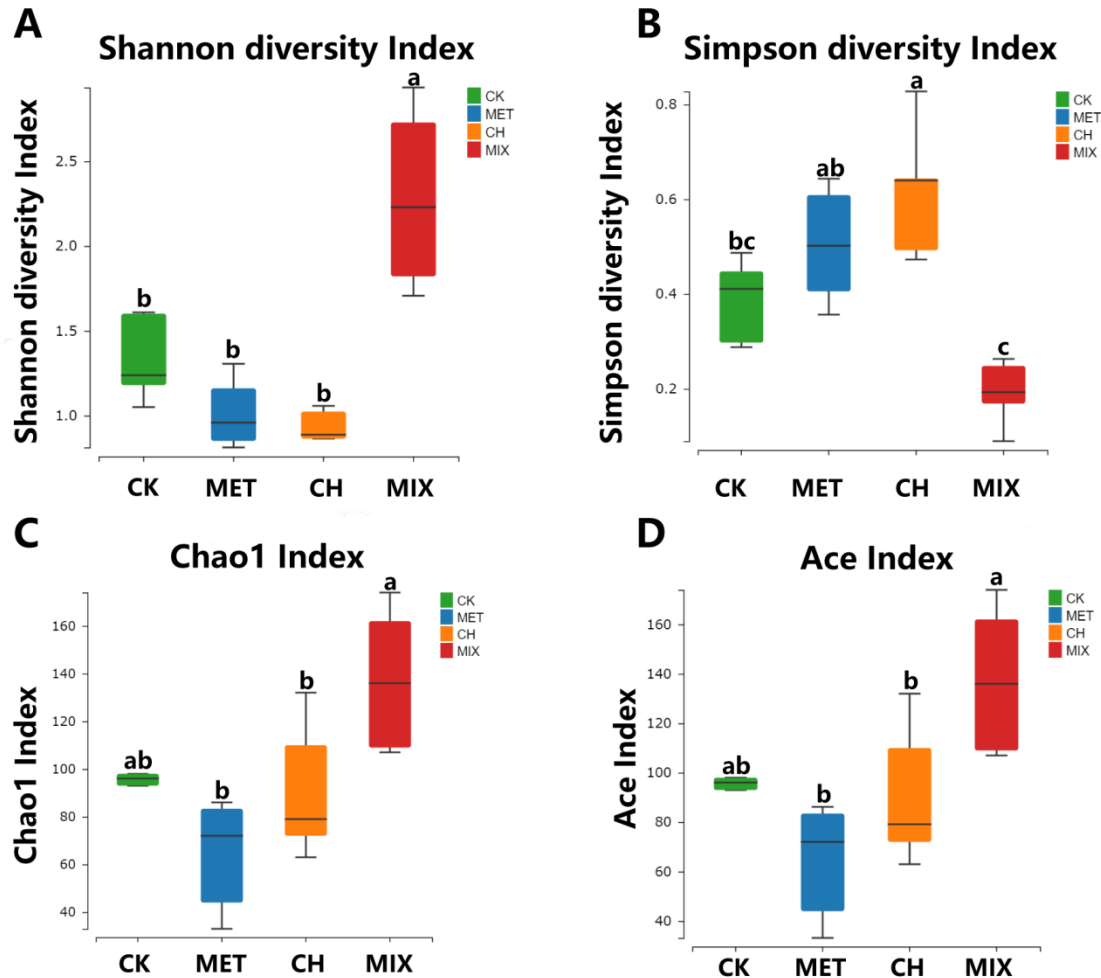 A
Shannon diversity Index
Shannon diversity Index
2.5
2.0
1.5
1.0
b
b
b
a
CK
MET
CH
MIX
CK
MET
CH
MIX
B
Simpson diversity Index
Simpson diversity Index
0.8
0.6
0.4
0.2
bc
ab
a
c
CK
MET
CH
MIX
CK
MET
CH
MIX
C
Chao1 Index
Chao1 Index
160
140
120
100
80
60
40
ab
b
b
a
CK
MET
CH
MIX
CK
MET
CH
MIX
D
Ace Index
Ace Index
160
140
120
100
80
60
40
ab
b
b
a
CK
MET
CH
MIX
CK
MET
CH
MIX